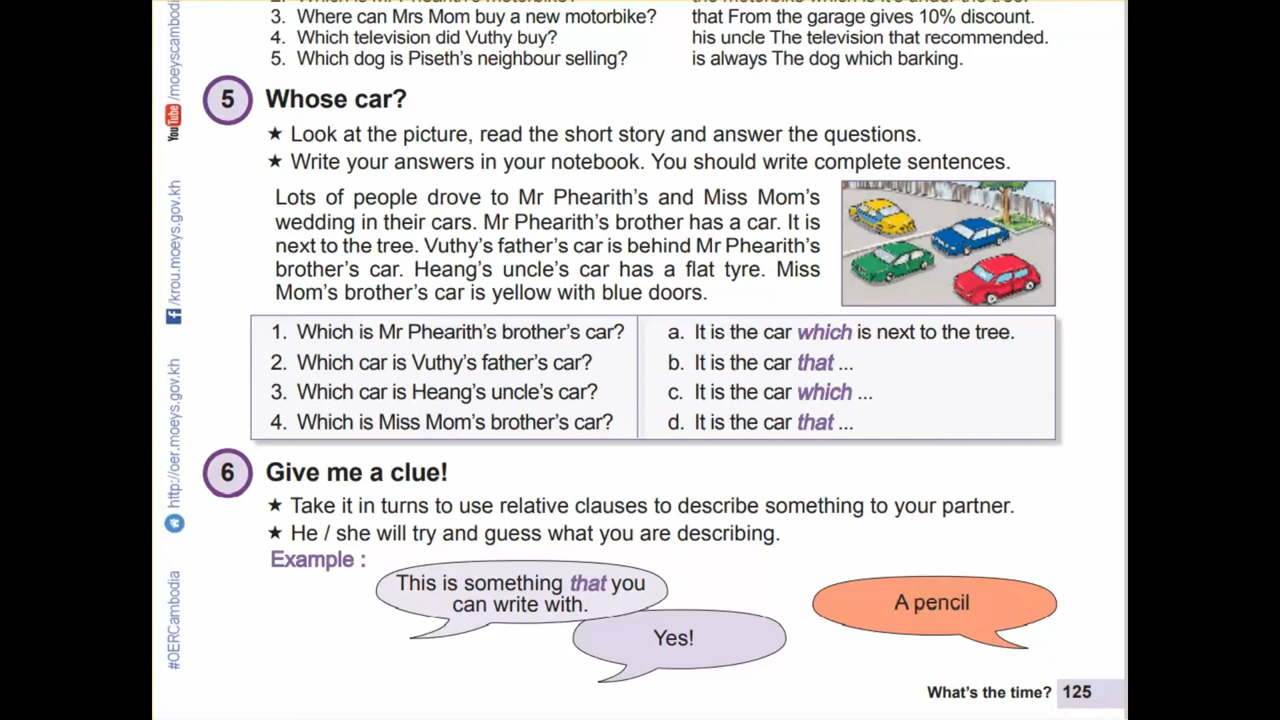 3. Where can Mrs Mom buy a new motorbike?
4. Which television did Vuthy buy?
5. Which dog is Piseth's neighbour selling?
that From the garage gives 10% discount.
his uncle The television that recommended.
is always The dog which barking.
5 Whose car?
★ Look at the picture, read the short story and answer the questions.
★ Write your answers in your notebook. You should write complete sentences.
Lots of people drove to Mr Phearith's and Miss Mom's
wedding in their cars. Mr Phearith's brother has a car. It is
next to the tree. Vuthy's father's car is behind Mr Phearith's
brother's car. Heang's uncle's car has a flat tyre. Miss
Mom's brother's car is yellow with blue doors.
1. Which is Mr Phearith's brother's car?
2. Which car is Vuthy's father's car?
3. Which car is Heang's uncle's car?
4. Which is Miss Mom's brother's car?
a. It is the car which is next to the tree.
b. It is the car that ...
c. It is the car which ...
d. It is the car that ...
6 Give me a clue!
★ Take it in turns to use relative clauses to describe something to your partner.
★ He / she will try and guess what you are describing.
Example :
This is something that you
can write with.
Yes!
A pencil
What's the time? 125
YouTube /moeyscambodi
f /krou.moeys.gov.kh
http://oer.moeys.gov.kh
#OERCambodia